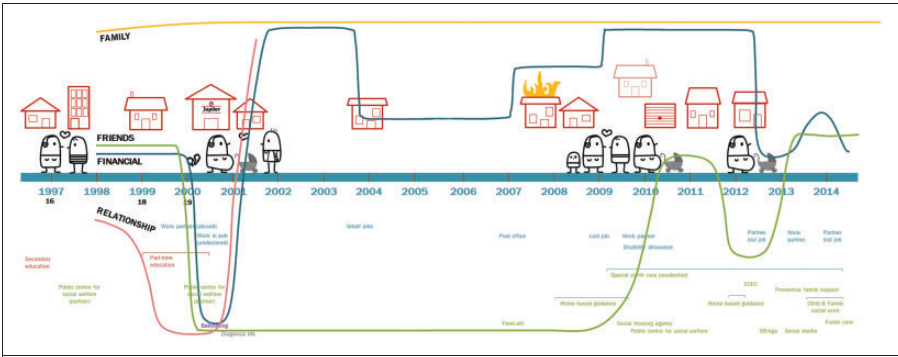 FAMILY
Jupiler
FRIENDS
FINANCIAL
1997 1998 1999 2000 2001 2002 2003 2004 2005 2006 2007 2008 2009 2010 2011 2012 2013 2014
16 18 19
RELATIONSHIP
Work partner (abroad)
Work in pub
(undeclared)
Small jobs
Post office
Lost job
Work partner
Disability allowance
Partner
lost job
Work
partner
Partner
lost job
Secondary
education
Part-time
education
Special youth care (residential)
Public centre for
social welfare
(partner)
Public centre for
social welfare
(partner)
ECEC
Preventive family support
Home based guidance
Home based guidance
Child & Family
social work
Diagnosis MS
Food-aid
Social housing agency
Public centre for social welfare
Social media
Foster care